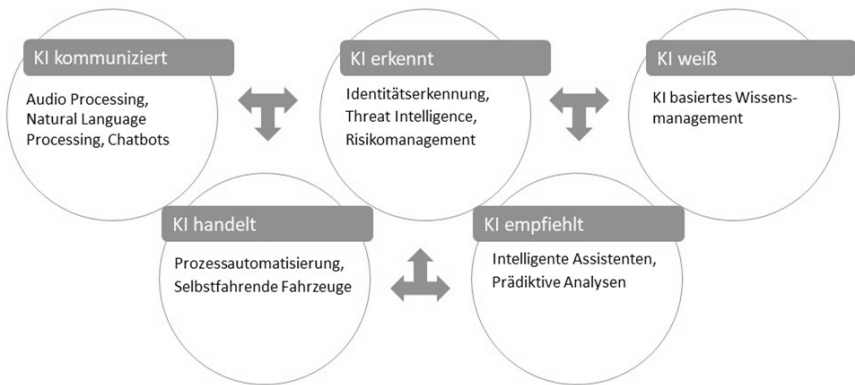 KI kommuniziert
Audio Processing,
Natural Language
Processing, Chatbots
KI erkennt
Identitätserkennung,
Threat Intelligence,
Risikomanagement
KI weiß
KI basiertes Wissens-
management
KI handelt
Prozessautomatisierung,
Selbstfahrende Fahrzeuge
KI empfiehlt
Intelligente Assistenten,
Prädiktive Analysen